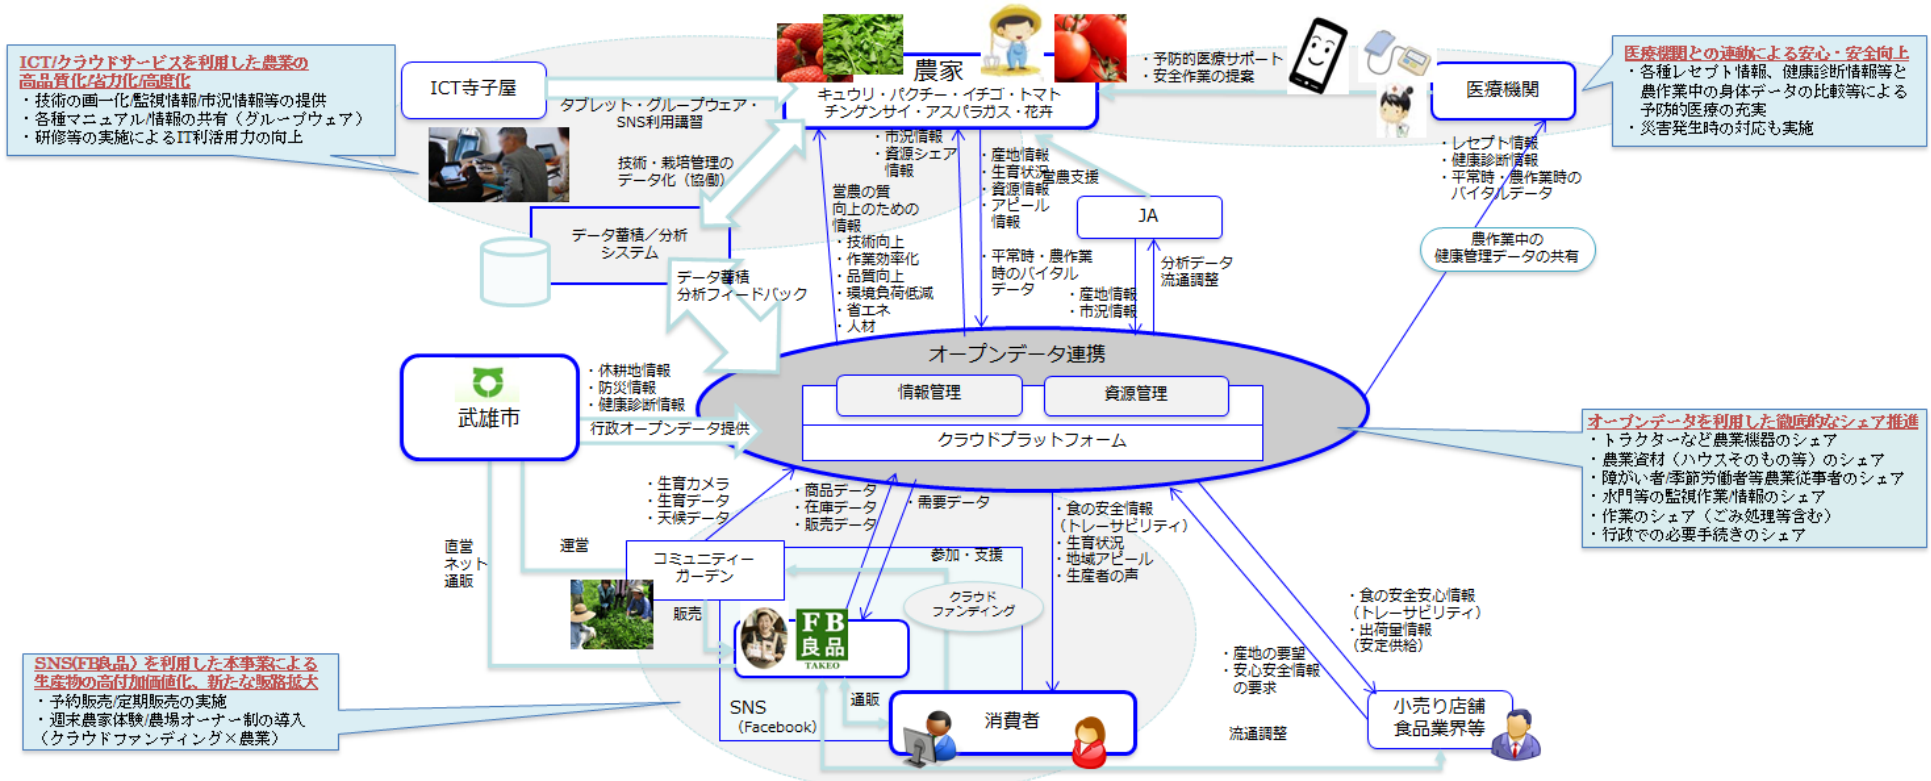 ICT/クラウドサービスを利用した農業の
高品質化/省力化/高度化
・技術の画一化/監視情報/市況情報等の提供
・各種マニュアル/情報の共有（グループウェア）
・研修等の実施によるIT利活用力の向上
ICT寺子屋
タブレット・グループウェア・
SNS利用講習
農家
キュウリ・パクチー・イチゴ・トマト
チンゲンサイ・アスパラガス・花卉
・予防的医療サポート
・安全作業の提案
医療機関
医療機関との連動による安心・安全向上
・各種レセプト情報、健康診断情報等と
農作業中の身体データの比較等による
予防的医療の充実
・災害発生時の対応も実施
技術・栽培管理の
データ化（協働）
データ蓄積／分析
システム
データ蓄積
分析フィードバック
営農の質
向上のための
情報
・技術向上
・作業効率化
・品質向上
・環境負荷低減
・省エネ
・人材
・市況情報
・資源シェア
情報
・産地情報
・生育状況
・資源情報
・アピール
情報
・平常時・農作業
時のバイタル
データ
営農支援
JA
・産地情報
・市況情報
分析データ
流通調整
・レセプト情報
・健康診断情報
・平常時・農作業時の
バイタルデータ
農作業中の
健康管理データの共有
武雄市
・休耕地情報
・防災情報
・健康診断情報
行政オープンデータ提供
オープンデータ連携
情報管理
資源管理
クラウドプラットフォーム
オープンデータを利用した徹底的なシェア推進
・トラクターなど農業機器のシェア
・農業資材（ハウスそのもの等）のシェア
・障がい者/季節労働者等農業従事者のシェア
・水門等の監視作業/情報のシェア
・作業のシェア（ごみ処理等含む）
・行政での必要手続きのシェア
・生育カメラ
・生育データ
・天候データ
・商品データ
・在庫データ
・販売データ
・需要データ
・食の安全情報
（トレーサビリティ）
・生育状況
・地域アピール
・生産者の声
直営
ネット
通販
運営
コミュニティー
ガーデン
参加・支援
クラウド
ファンディング
販売
FB
良品
TAKEO
SNS
（Facebook）
通販
消費者
・食の安全安心情報
（トレーサビリティ）
・出荷量情報
（安定供給）
・産地の要望
・安心安全情報
の要求
流通調整
小売り店舗
食品業界等
SNS(FB良品）を利用した本事業による
生産物の高付加価値化、新たな販路拡大
・予約販売/定期販売の実施
・週末農家体験/農場オーナー制の導入
（クラウドファンディング×農業）